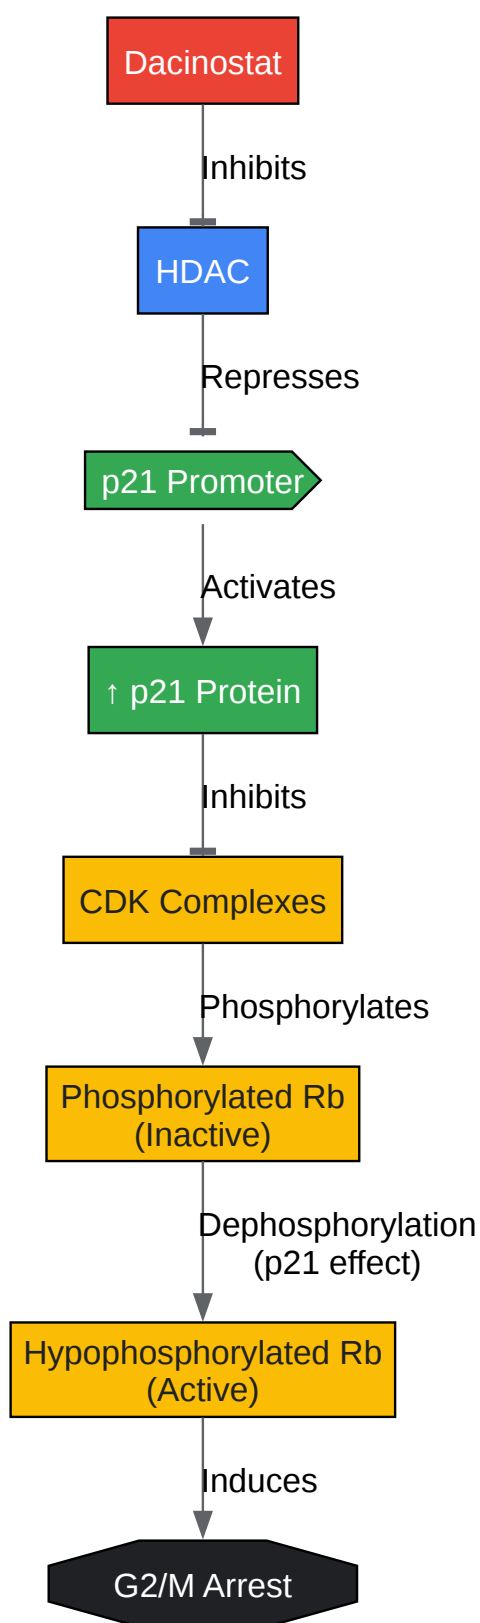 Dacinostat
Inhibits
HDAC
Represses
p21 Promoter
Activates
↑ p21 Protein
Inhibits
CDK Complexes
Phosphorylates
Phosphorylated Rb
(Inactive)
Dephosphorylation
(p21 effect)
Hypophosphorylated Rb
(Active)
Induces
G2/M Arrest